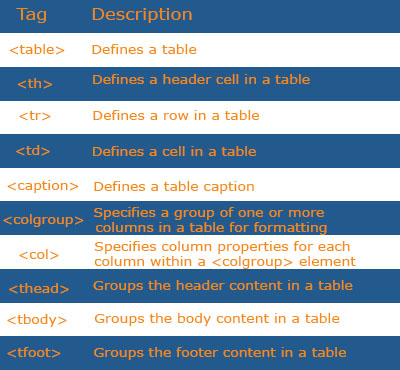 Tag Description
<table> Defines a table
<th> Defines a header cell in a table
<tr> Defines a row in a table
<td> Defines a cell in a table
<caption> Defines a table caption
<colgroup> Specifies a group of one or more
columns in a table for formatting
<col> Specifies column properties for each
column within a <colgroup> element
<thead> Groups the header content in a table
<tbody> Groups the body content in a table
<tfoot> Groups the footer content in a table